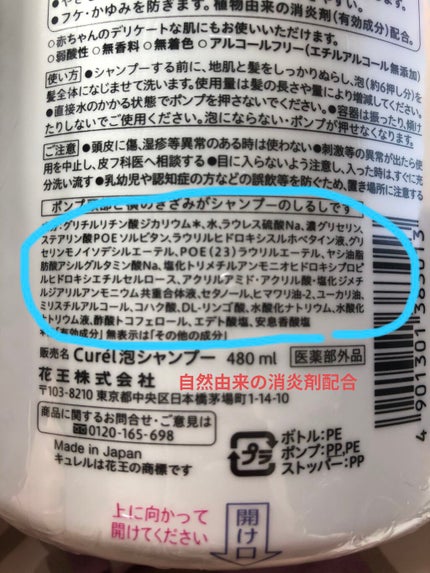 ●フケ・かゆみを防ぎます。植物由来の消炎剤(有効成分)配合。
○赤ちゃんのデリケートな肌にもお使いいただけます。
○弱酸性 ○無香料 ○無着色 ○アルコールフリー(エチルアルコール無添加)
使い方 ●シャンプーする前に、地肌と髪をしっかりぬらし、泡(約6押し分)を
髪全体になじませて洗います。使用量は髪の長さや量により増減してください。
●直接水のかかる状態でポンプを押さないでください。●容器は振ったり、傾け
たりしないでご使用ください。泡にならない・ポンプが押せなくなります。
ご注意 ●頭皮に傷、湿疹等異常のある時は使わない●刺激等の異常が出たら使
用を中止し、皮フ科医へ相談する●目に入らないよう注意し、入った時は、すぐに充
分洗い流す●乳幼児や認知症の方などの誤飲等を防ぐため、置き場所に注意する
ポンプ頭部と横のきざみがシャンプーのしるしです
成分:グリチルリチン酸ジカリウム*、水、ラウレス硫酸Na、濃グリセリン、
ステアリン酸POEソルビタン、ラウリルヒドロキシスルホベタイン液、グリ
セリンモノイソデシルエーテル、POE(23)ラウリルエーテル、ヤシ油脂
肪酸アシルグルタミン酸Na、塩化トリメチルアンモニオヒドロキシプロピ
ルヒドロキシエチルセルロース、アクリルアミド・アクリル酸・塩化ジメチ
ルジアリルアンモニウム共重合体液、セタノール、ヒマワリ油-2、ユーカリ油、
ミリスチルアルコール、コハク酸、DL-リンゴ酸、水酸化ナトリウム、水酸化ナ
トリウム液、酢酸トコフェロール、エデト酸塩、安息香酸塩
*は「有効成分」無表示は「その他の成分」
販売名 Curél泡シャンプー 480ml 医薬部外品
花王株式会社
自然由来の消炎剤配合
〒103-8210 東京都中央区日本橋茅場町1-14-10
商品に関するお問合せ・ご意見は
0120-165-698
Made in Japan
キュレルは花王の商標です
プラ
ボトル:PE
ポンプ:PP,PE
ストッパー:PP
上に向かって
開けてください
開け口